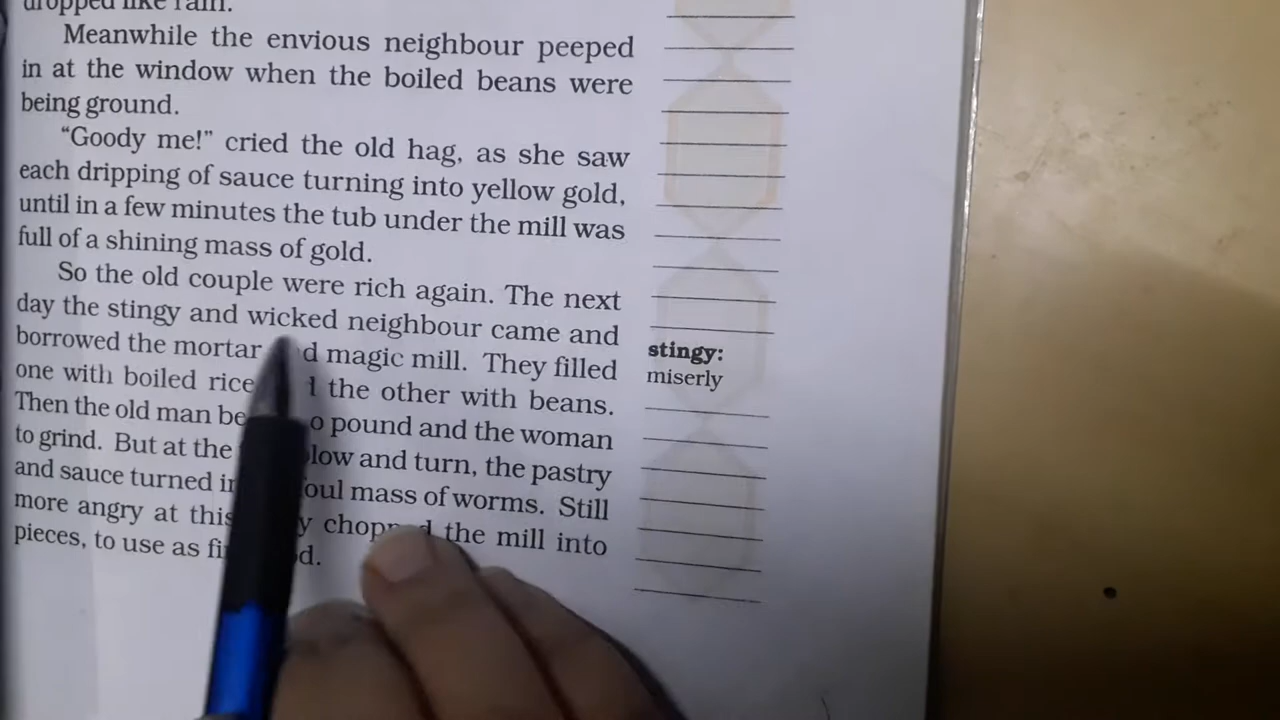 dropped like rain.
Meanwhile the envious neighbour peeped
in at the window when the boiled beans were
being ground.
"Goody me!" cried the old hag, as she saw
each dripping of sauce turning into yellow gold,
until in a few minutes the tub under the mill was
full of a shining mass of gold.
So the old couple were rich again. The next
day the stingy and wicked neighbour came and
borrowed the mortar magic mill. They filled
one with boiled rice the other with beans.
Then the old man pound and the woman
to grind. But at the and turn, the pastry
and sauce turned mass of worms. Still
more angry at this the mill into
pieces, to use as
stingy:
miserly